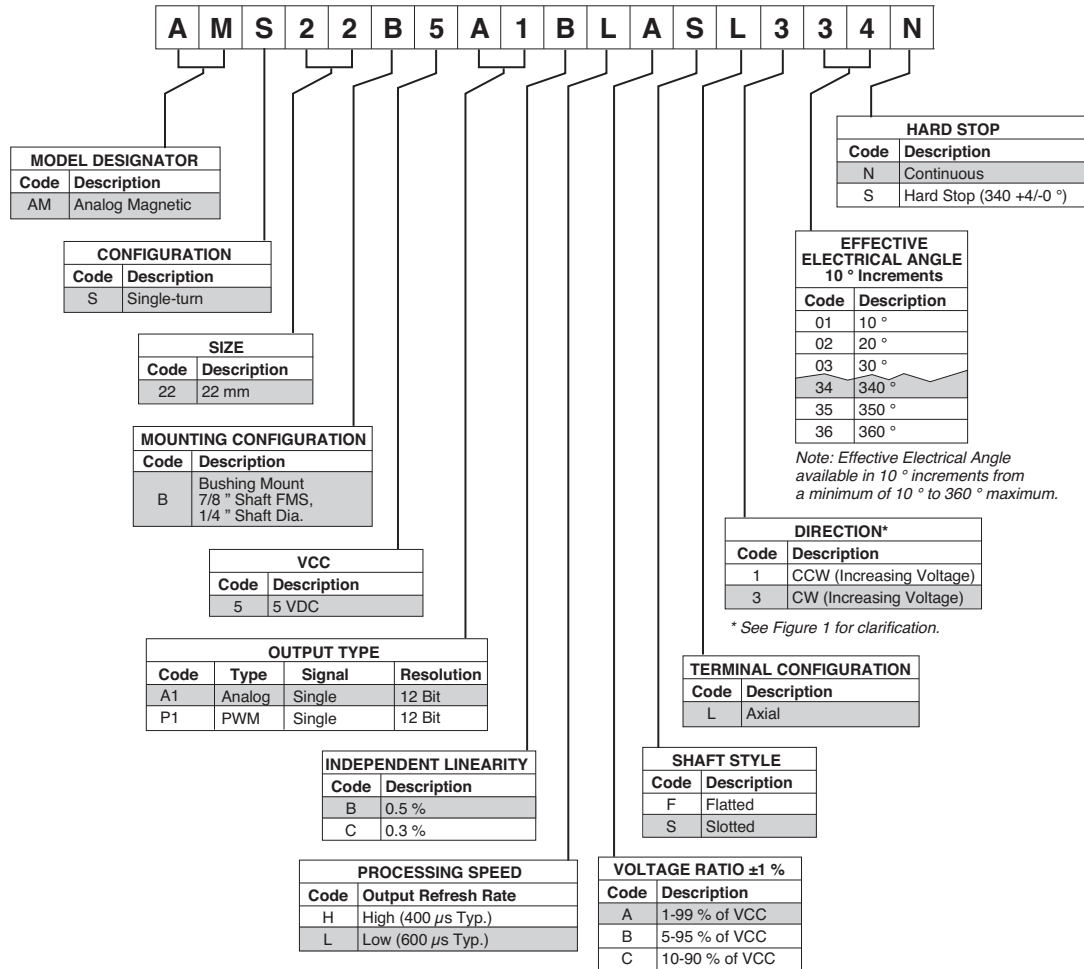 A M S 2 2 B 5 A 1 B L A S L 3 3 4 N
MODEL DESIGNATOR
Code Description
AM Analog Magnetic
CONFIGURATION
Code Description
S Single-turn
SIZE
Code Description
22 22 mm
MOUNTING CONFIGURATION
Code Description
B Bushing Mount
7/8 ” Shaft FMS,
1/4 ” Shaft Dia.
VCC
Code Description
5 5 VDC
OUTPUT TYPE
Code Type Signal Resolution
A1 Analog Single 12 Bit
P1 PWM Single 12 Bit
INDEPENDENT LINEARITY
Code Description
B 0.5 %
C 0.3 %
PROCESSING SPEED
Code Output Refresh Rate
H High (400 µs Typ.)
L Low (600 µs Typ.)
VOLTAGE RATIO ±1 %
Code Description
A 1-99 % of VCC
B 5-95 % of VCC
C 10-90 % of VCC
SHAFT STYLE
Code Description
F Flatted
S Slotted
TERMINAL CONFIGURATION
Code Description
L Axial
DIRECTION*
Code Description
1 CCW (Increasing Voltage)
3 CW (Increasing Voltage)
* See Figure 1 for clarification.
EFFECTIVE
ELECTRICAL ANGLE
10 ° Increments
Code Description
01 10 °
02 20 °
03 30 °
34 340 °
35 350 °
36 360 °
Note: Effective Electrical Angle
available in 10 ° increments from
a minimum of 10 ° to 360 ° maximum.
HARD STOP
Code Description
N Continuous
S Hard Stop (340 +4/-0 °)